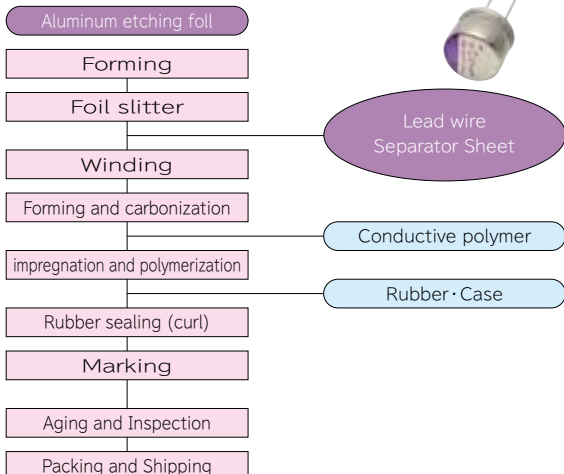 Aluminum etching foll
Forming
Foil slitter
Lead wire
Separator Sheet
Winding
Forming and carbonization
Conductive polymer
impregnation and polymerization
Rubber・Case
Rubber sealing (curl)
Marking
Aging and Inspection
Packing and Shipping